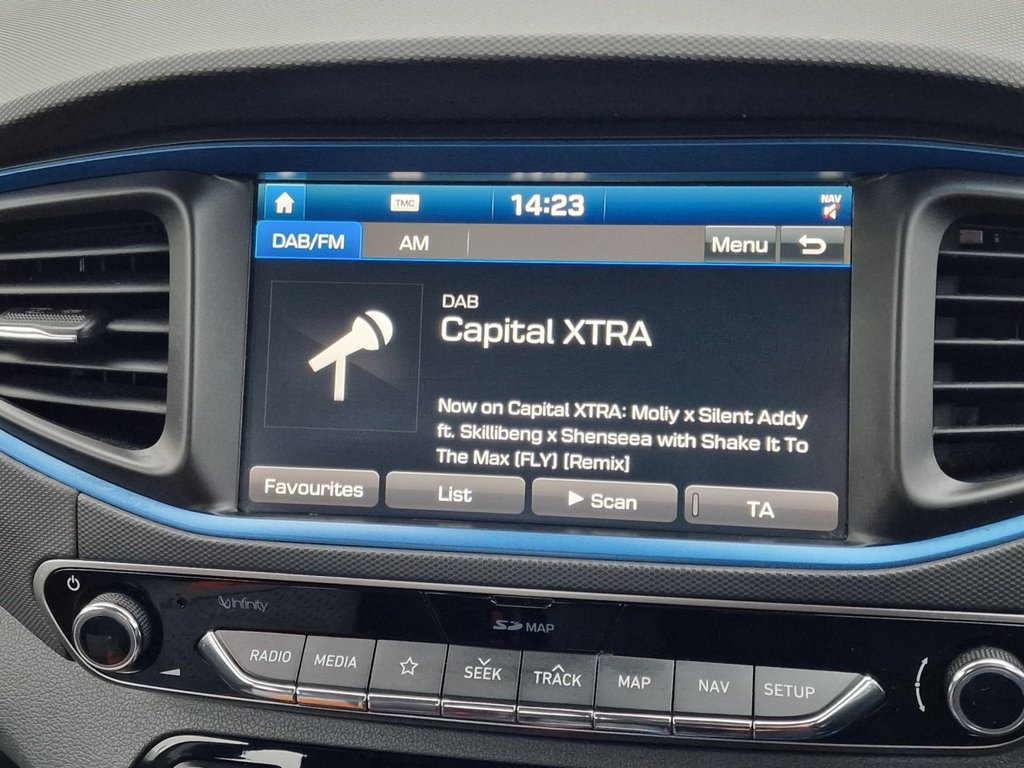 TMC 14:23 NAV
DAB/FM AM Menu
DAB
Capital XTRA
Now on Capital XTRA: Moliy x Silent Addy
ft. Skillibeng x Shenseea with Shake It To
The Max (FLY) [Remix]
Favourites List Scan TA
Infinity
SD MAP
RADIO MEDIA SEEK TRACK MAP NAV SETUP